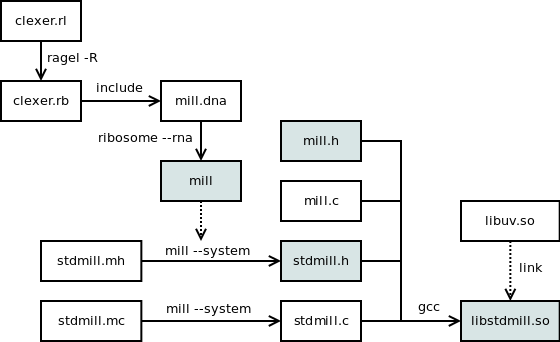 clexer.rl
ragel -R
clexer.rb
include
mill.dna
ribosome --rna
mill.h
mill
mill.c
libuv.so
stdmill.mh
mill --system
stdmill.h
link
stdmill.mc
mill --system
stdmill.c
gcc
libstdmill.so